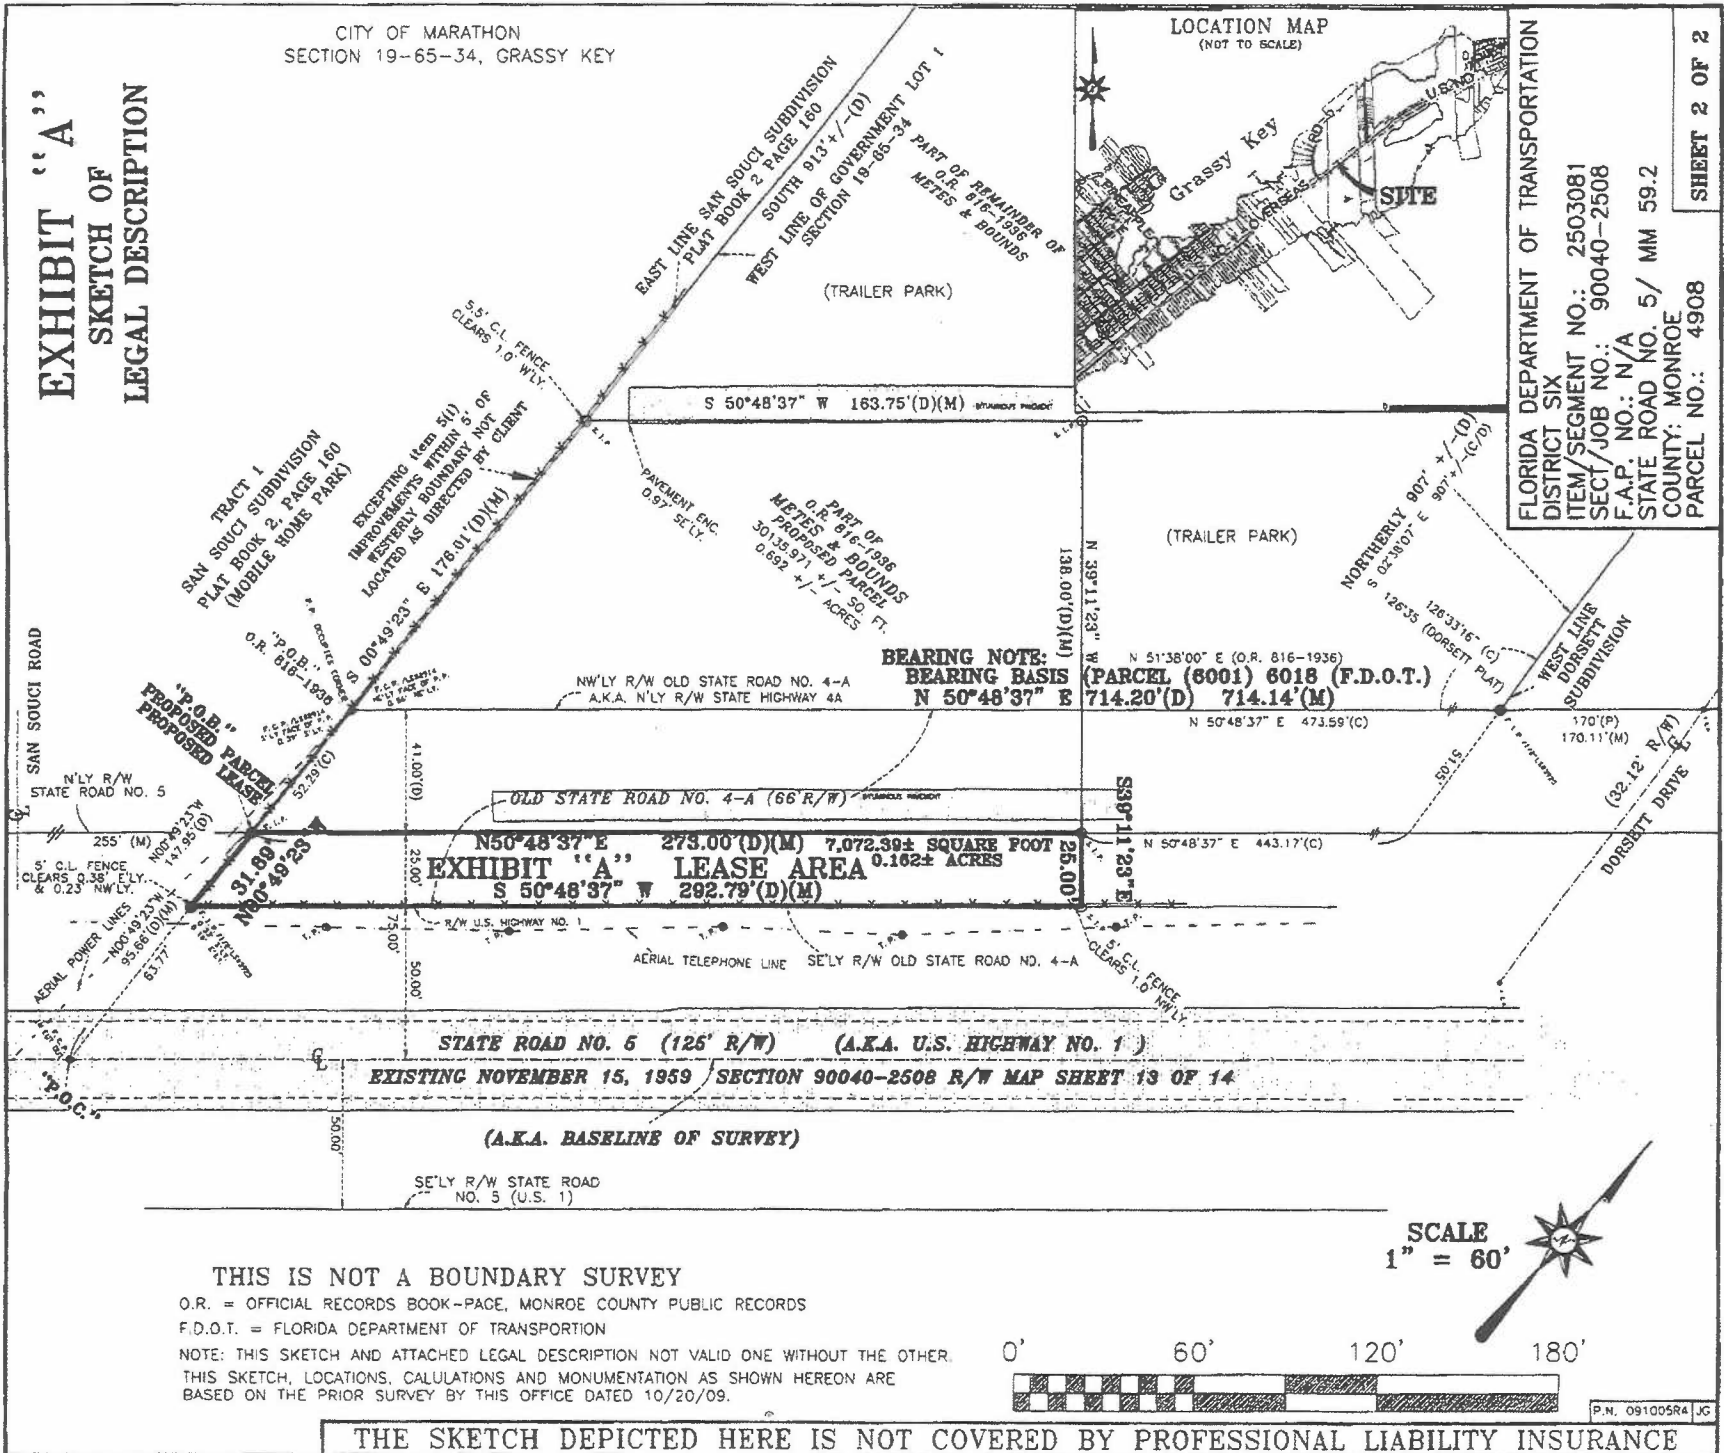 CITY OF MARATHON
SECTION 19-65-34, GRASSY KEY
EXHIBIT "A"
SKETCH OF
LEGAL DESCRIPTION
LOCATION MAP
(NOT TO SCALE)
Grassy Key
OVERSEAS
SITE
FLORIDA DEPARTMENT OF TRANSPORTATION
DISTRICT SIX
ITEM/SEGMENT NO.: 2503081
SECT/JOB NO.: 90040-2508
F.A.P. NO.: N/A
STATE ROAD NO. 5/ MM 59.2
COUNTY: MONROE
PARCEL NO.: 4908
SHEET 2 OF 2
EAST LINE SAN SOUCI SUBDIVISION
PLAT BOOK 2 PAGE 160
SOUTH 913'+/-(D)
WEST LINE OF GOVERNMENT LOT 1
SECTION 19-65-34
PART OF REMAINDER OF
O.R. 816-1936
METES & BOUNDS
(TRAILER PARK)
5.5' C.L. FENCE
CLEARS 1.0' W'LY.
S 50°48'37" W 163.75'(D)(M) BITUMINOUS PAVEMENT
TRACT 1
SAN SOUCI SUBDIVISION
PLAT BOOK 2, PAGE 160
(MOBILE HOME PARK)
EXCEPTING item 5(i)
IMPROVEMENTS WITHIN 5' OF
WESTERLY BOUNDARY NOT
LOCATED AS DIRECTED BY CLIENT
S 00°49'23" E 176.01'(D)(M)
PAVEMENT ENC.
0.97' SE'LY.
PART OF
O.R. 816-1936
METES & BOUNDS
PROPOSED PARCEL
30135.971 +/- SQ. FT.
0.692 +/- ACRES
N 39°11'23" W
138.00'(D)(M)
(TRAILER PARK)
NORTHERLY 907' +/-(D)
S 02°38'07" E 907'+/-(C/D)
126°33'16" (C)
126°35 (DORSETT PLAT)
WEST LINE
DORSETT
SUBDIVISION
"P.O.B."
O.R. 816-1936
P.P. OCCUPIES CORNER
"P.O.B."
PROPOSED PARCEL
PROPOSED LEASE
SAN SOUCI ROAD
NW'LY R/W OLD STATE ROAD NO. 4-A
A.K.A. N'LY R/W STATE HIGHWAY 4A
BEARING NOTE:
N 51°38'00" E (O.R. 816-1936)
BEARING BASIS (PARCEL (6001) 6018 (F.D.O.T.)
N 50°48'37" E 714.20'(D) 714.14'(M)
N 50°48'37" E 473.59'(C)
170'(P)
170.11'(M)
51.05
(32.12' R/W)
DORSETT DRIVE
N'LY R/W
STATE ROAD NO. 5
52.29'(C)
41.00'(D)
255' (M)
N00°49'23"W
147.95'(D)
OLD STATE ROAD NO. 4-A (66' R/W) BITUMINOUS PAVEMENT
S39°11'23"E
25.00'
N 50°48'37" E 443.17'(C)
5' C.L. FENCE
CLEARS 0.38' E'LY.
& 0.23' NW'LY.
31.89'
N00°49'23"
25.00'
N50°48'37"E 273.00'(D)(M) 7,072.39± SQUARE FOOT
0.162± ACRES
EXHIBIT "A" LEASE AREA
S 50°48'37" W 292.79'(D)(M)
AERIAL POWER LINES
N00°49'23"W
95.66'(D)(M)
63.77'
75.00'
50.00'
R/W U.S. HIGHWAY NO. 1
T.P.
T.P.
T.P.
T.P.
T.P.
AERIAL TELEPHONE LINE
SE'LY R/W OLD STATE ROAD NO. 4-A
5' C.L. FENCE
CLEARS 1.0' NW'LY.
"P.O.C."
STATE ROAD NO. 5 (125' R/W) (A.K.A. U.S. HIGHWAY NO. 1 )
EXISTING NOVEMBER 15, 1959 SECTION 90040-2508 R/W MAP SHEET 13 OF 14
(A.K.A. BASELINE OF SURVEY)
50.00'
SE'LY R/W STATE ROAD
NO. 5 (U.S. 1)
SCALE
1" = 60'
THIS IS NOT A BOUNDARY SURVEY
O.R. = OFFICIAL RECORDS BOOK-PAGE, MONROE COUNTY PUBLIC RECORDS
F.D.O.T. = FLORIDA DEPARTMENT OF TRANSPORTION
NOTE: THIS SKETCH AND ATTACHED LEGAL DESCRIPTION NOT VALID ONE WITHOUT THE OTHER.
THIS SKETCH, LOCATIONS, CALULATIONS AND MONUMENTATION AS SHOWN HEREON ARE
BASED ON THE PRIOR SURVEY BY THIS OFFICE DATED 10/20/09.
0' 60' 120' 180'
P.N. 091005R4 JG
THE SKETCH DEPICTED HERE IS NOT COVERED BY PROFESSIONAL LIABILITY INSURANCE